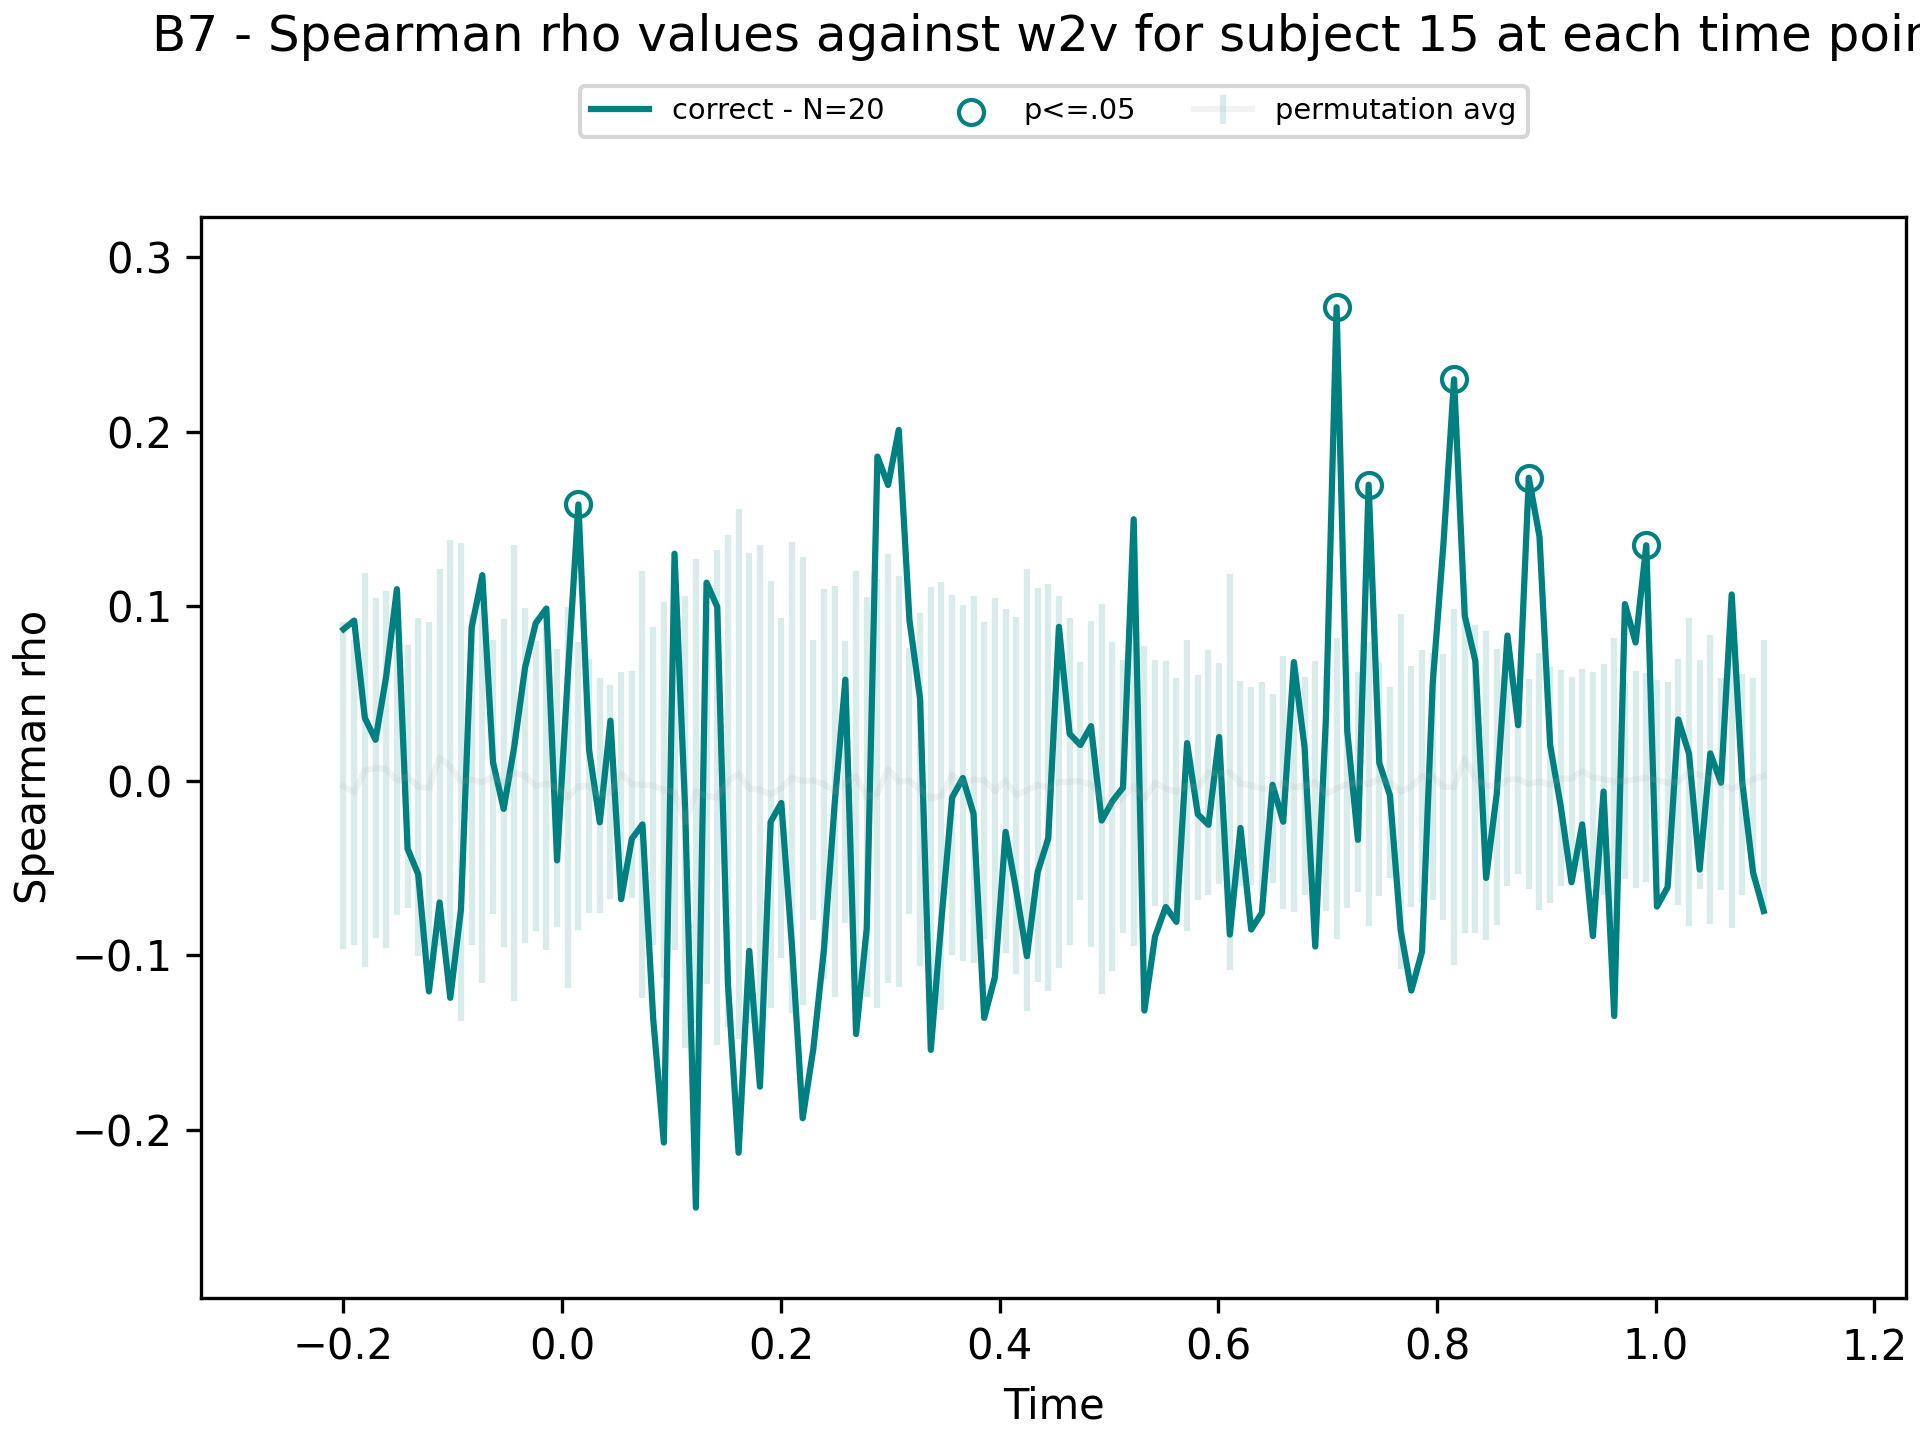 B7 - Spearman rho values against w2v for subject 15 at each time
correct - N=20 p<=.05 permutation avg
0.3
0.2
0.1
0.0
−0.1
−0.2
Spearman rho
−0.2 0.0 0.2 0.4 0.6 0.8 1.0 1.2
Time